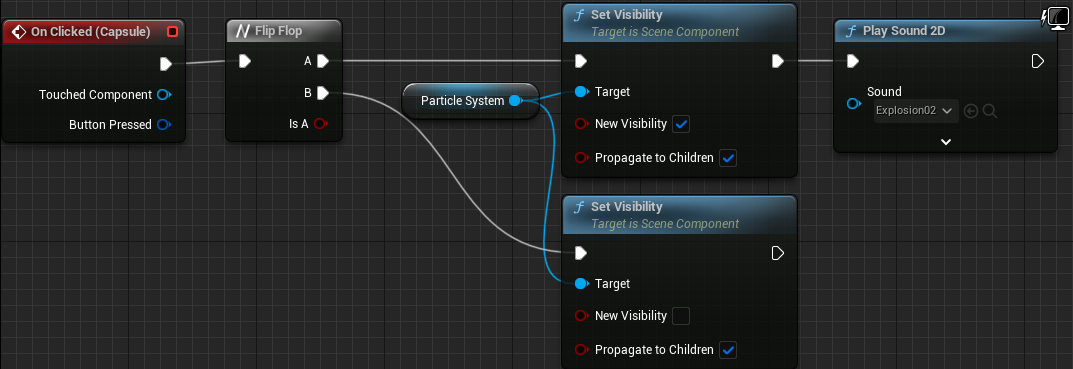 On Clicked (Capsule)
Touched Component
Button Pressed
Flip Flop
A
B
Is A
Particle System
Set Visibility
Target is Scene Component
Target
New Visibility
Propagate to Children
Set Visibility
Target is Scene Component
Target
New Visibility
Propagate to Children
Play Sound 2D
Sound
Explosion02